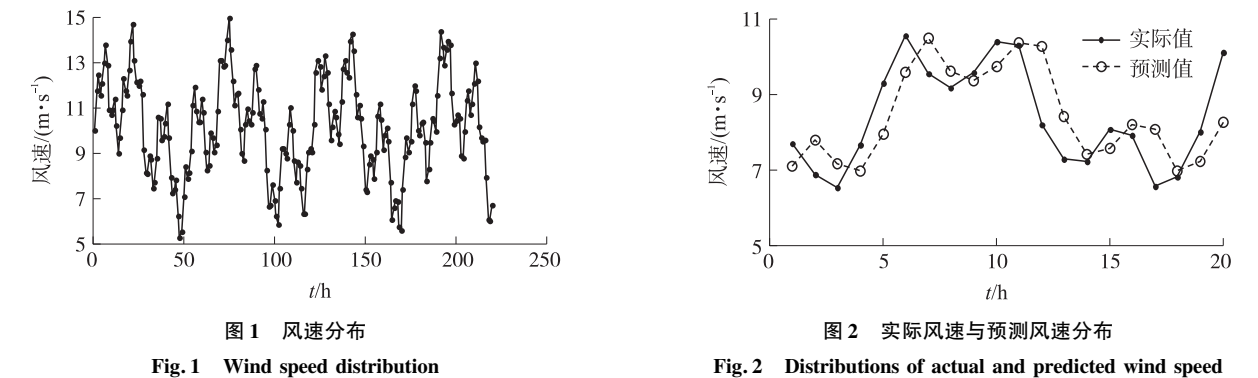 15
13
11
9
7
5
风速/(m·s⁻¹)
0 50 100 150 200 250
t/h
图 1 风速分布
Fig. 1 Wind speed distribution
11
9
7
5
风速/(m·s⁻¹)
实际值
预测值
0 5 10 15 20
t/h
图 2 实际风速与预测风速分布
Fig. 2 Distributions of actual and predicted wind speed